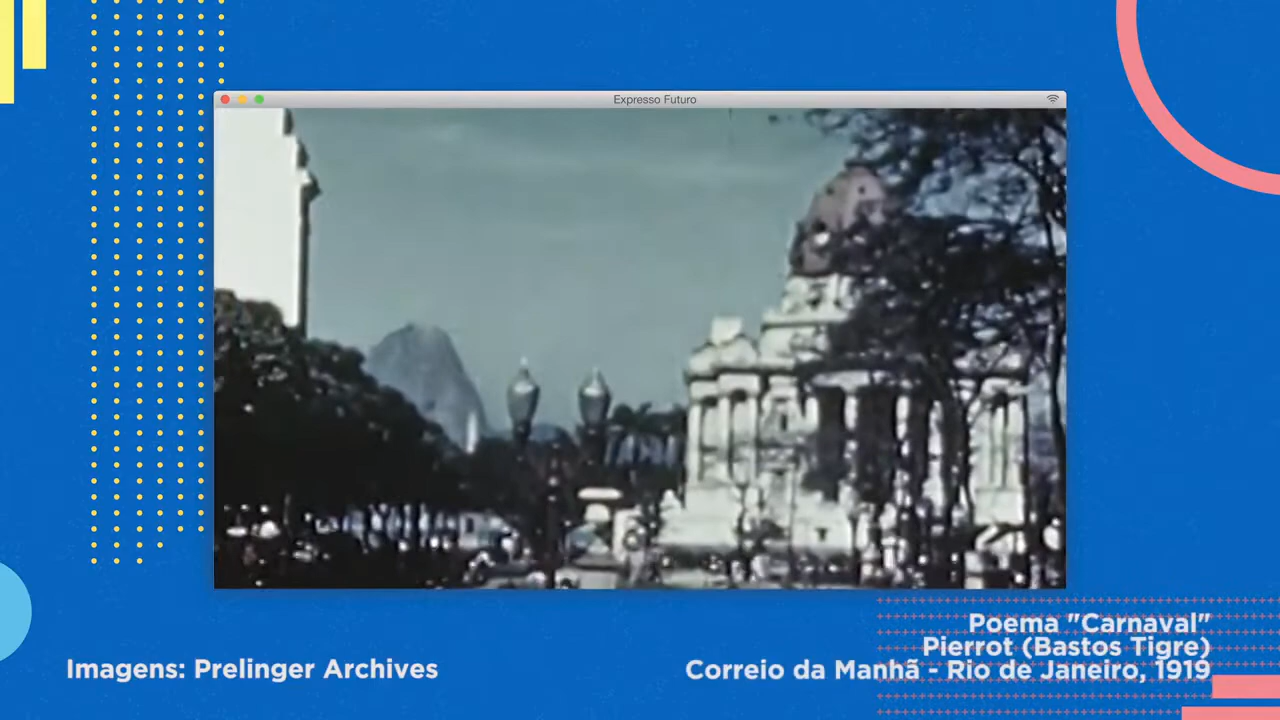 Expresso Futuro
Imagens: Prelinger Archives
Poema "Carnaval"
Pierrot (Bastos Tigre)
Correio da Manhã - Rio de Janeiro, 1919